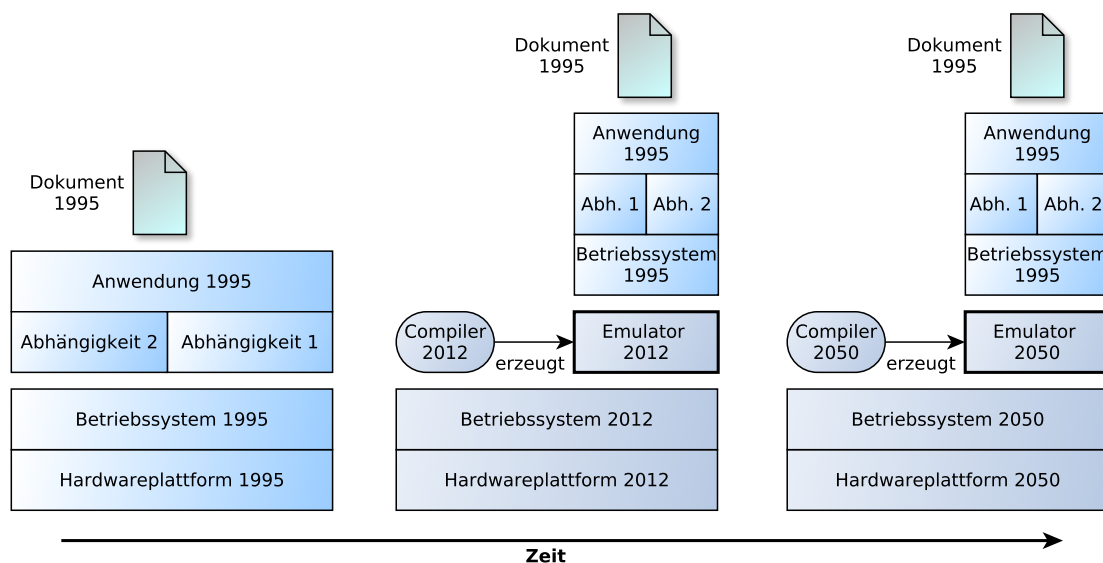 Dokument
1995
Anwendung 1995
Abhängigkeit 2
Abhängigkeit 1
Betriebssystem 1995
Hardwareplattform 1995
Dokument
1995
Anwendung
1995
Abh. 1
Abh. 2
Betriebssystem
1995
Compiler
2012
erzeugt
Emulator
2012
Betriebssystem 2012
Hardwareplattform 2012
Dokument
1995
Anwendung
1995
Abh. 1
Abh. 2
Betriebssystem
1995
Compiler
2050
erzeugt
Emulator
2050
Betriebssystem 2050
Hardwareplattform 2050
Zeit